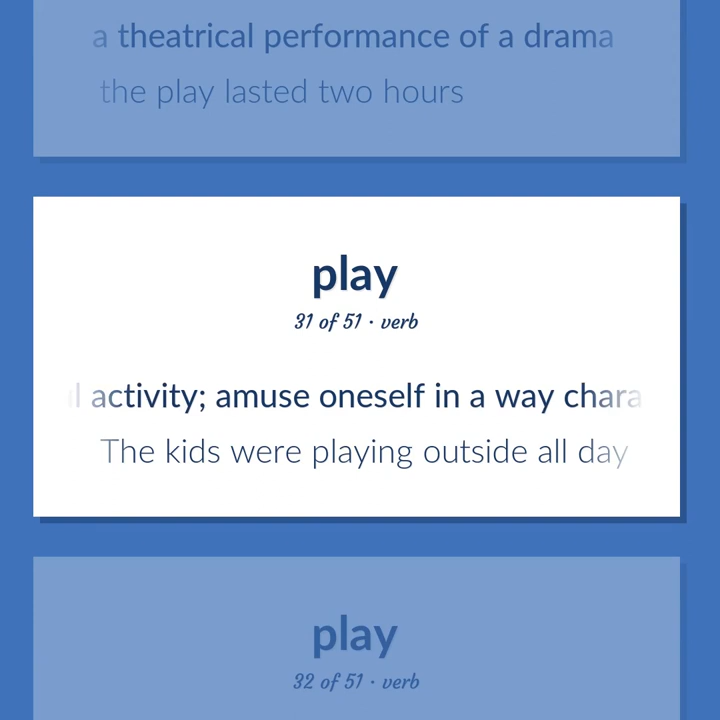 a theatrical performance of a drama
the play lasted two hours
play
31 of 51 · verb
l activity; amuse oneself in a way chara
The kids were playing outside all day
play
32 of 51 · verb